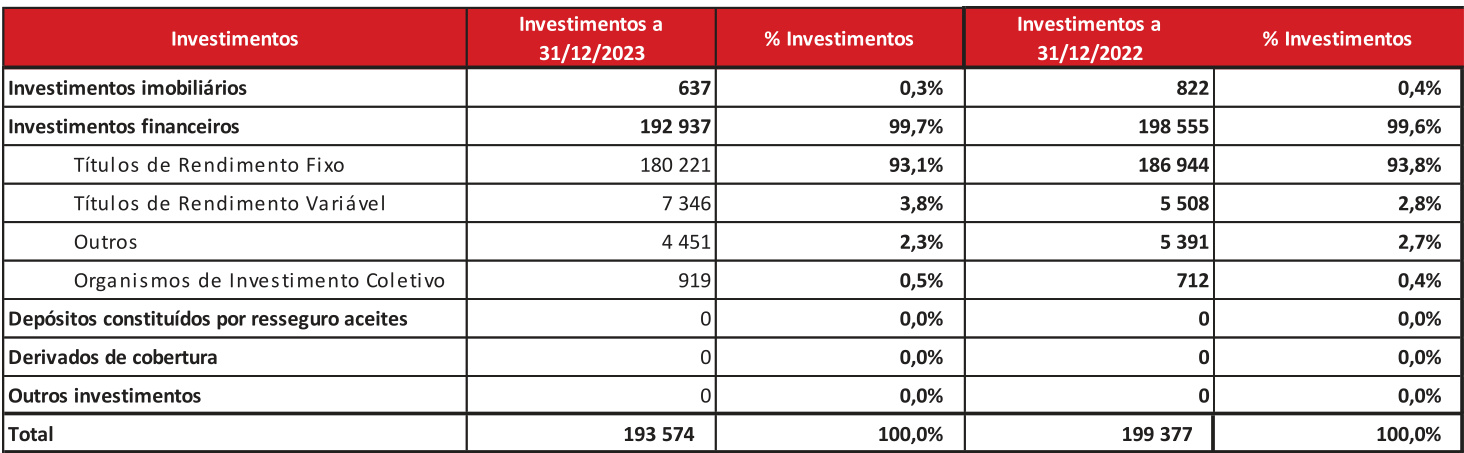 Investimentos Investimentos a 31/12/2023 % Investimentos Investimentos a 31/12/2022 % Investimentos
Investimentos imobiliários 637 0,3% 822 0,4%
Investimentos financeiros 192 937 99,7% 198 555 99,6%
Títulos de Rendimento Fixo 180 221 93,1% 186 944 93,8%
Títulos de Rendimento Variável 7 346 3,8% 5 508 2,8%
Outros 4 451 2,3% 5 391 2,7%
Organismos de Investimento Coletivo 919 0,5% 712 0,4%
Depósitos constituídos por resseguro aceites 0 0,0% 0 0,0%
Derivados de cobertura 0 0,0% 0 0,0%
Outros investimentos 0 0,0% 0 0,0%
Total 193 574 100,0% 199 377 100,0%